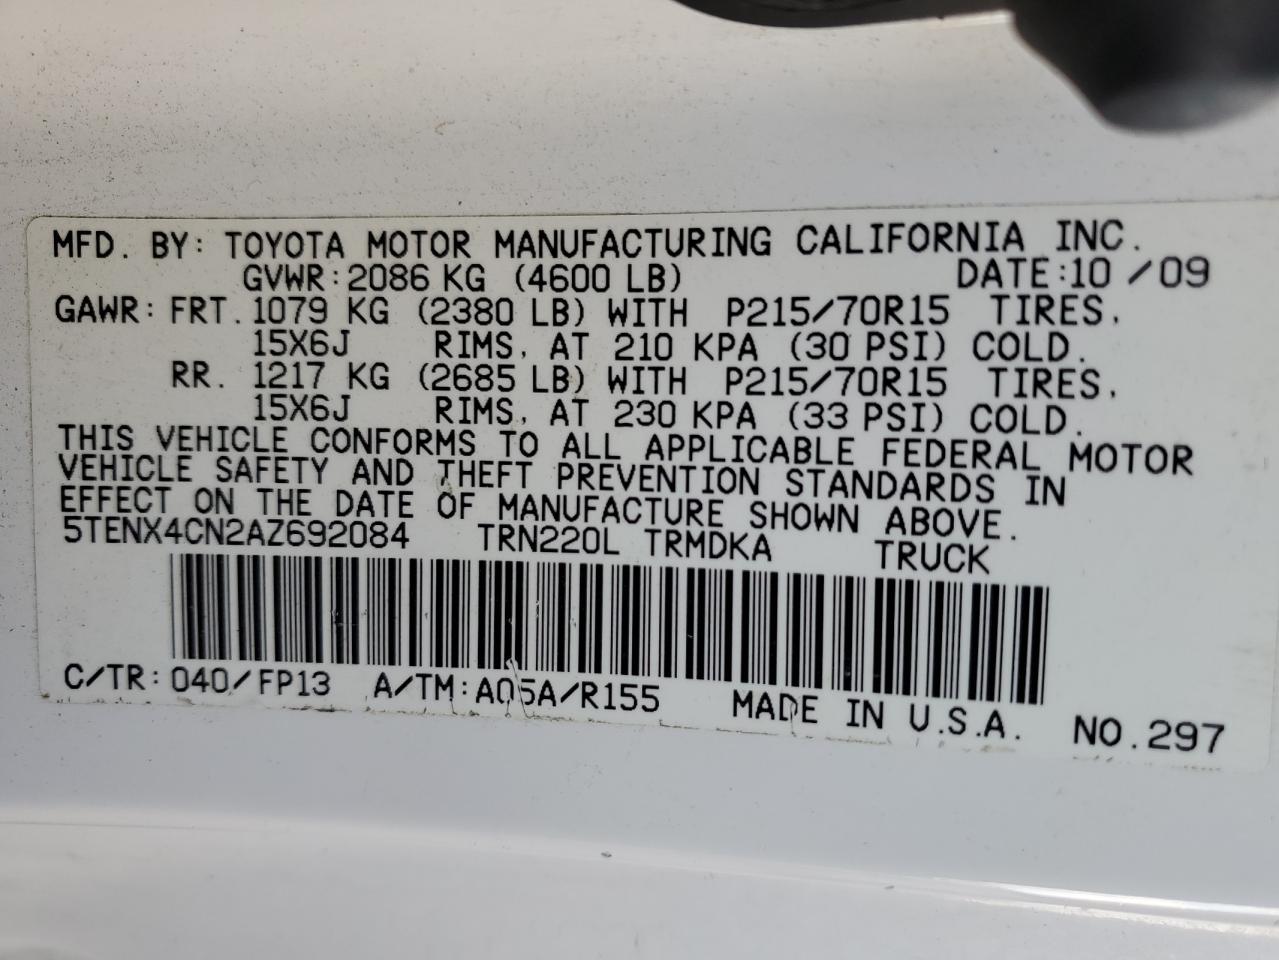 MFD. BY: TOYOTA MOTOR MANUFACTURING CALIFORNIA INC.
GVWR: 2086 KG (4600 LB) DATE: 10 / 09
GAWR: FRT. 1079 KG (2380 LB) WITH P215/70R15 TIRES.
15X6J RIMS, AT 210 KPA (30 PSI) COLD.
RR. 1217 KG (2685 LB) WITH P215/70R15 TIRES.
15X6J RIMS, AT 230 KPA (33 PSI) COLD.
THIS VEHICLE CONFORMS TO ALL APPLICABLE FEDERAL MOTOR
VEHICLE SAFETY AND THEFT PREVENTION STANDARDS IN
EFFECT ON THE DATE OF MANUFACTURE SHOWN ABOVE.
5TENX4CN2AZ692084 TRN220L TRMDKA TRUCK
C/TR: 040/FP13 A/TM: A05A/R155 MADE IN U.S.A. NO. 297